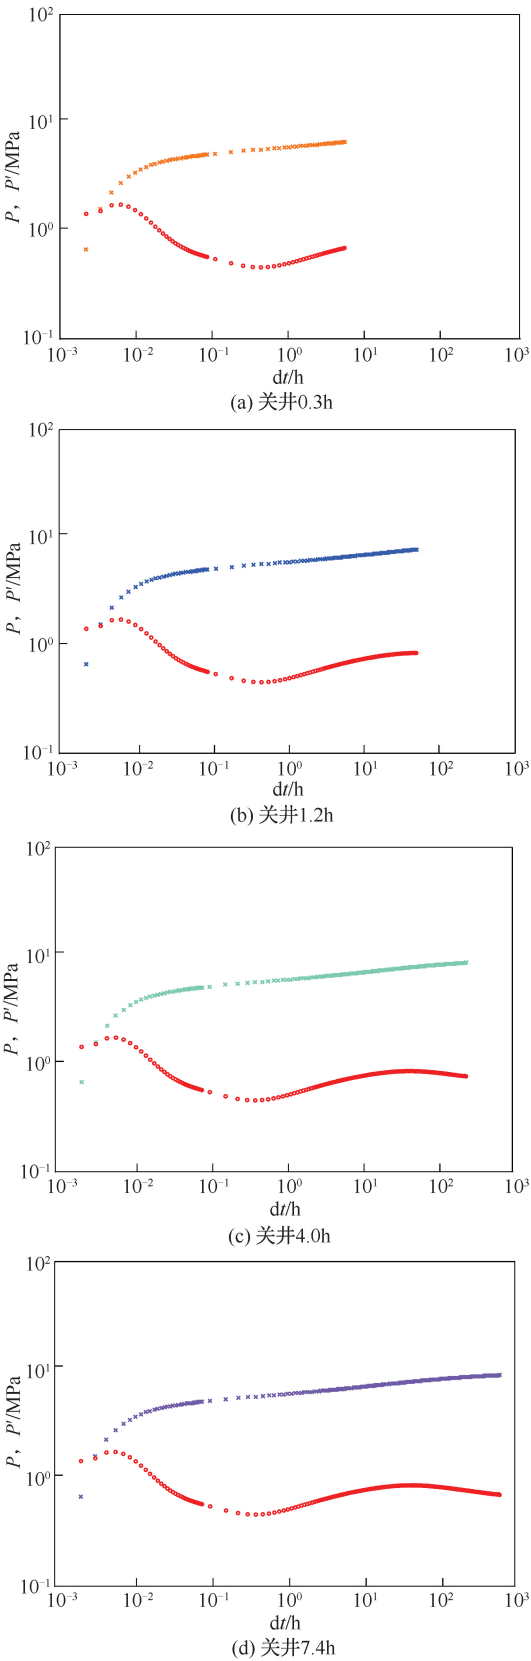 10²
10¹
10⁰
10⁻¹
P，P′/MPa
10⁻³ 10⁻² 10⁻¹ 10⁰ 10¹ 10² 10³
dt/h
(a) 关井0.3h
10²
10¹
10⁰
10⁻¹
P，P′/MPa
10⁻³ 10⁻² 10⁻¹ 10⁰ 10¹ 10² 10³
dt/h
(b) 关井1.2h
10²
10¹
10⁰
10⁻¹
P，P′/MPa
10⁻³ 10⁻² 10⁻¹ 10⁰ 10¹ 10² 10³
dt/h
(c) 关井4.0h
10²
10¹
10⁰
10⁻¹
P，P′/MPa
10⁻³ 10⁻² 10⁻¹ 10⁰ 10¹ 10² 10³
dt/h
(d) 关井7.4h